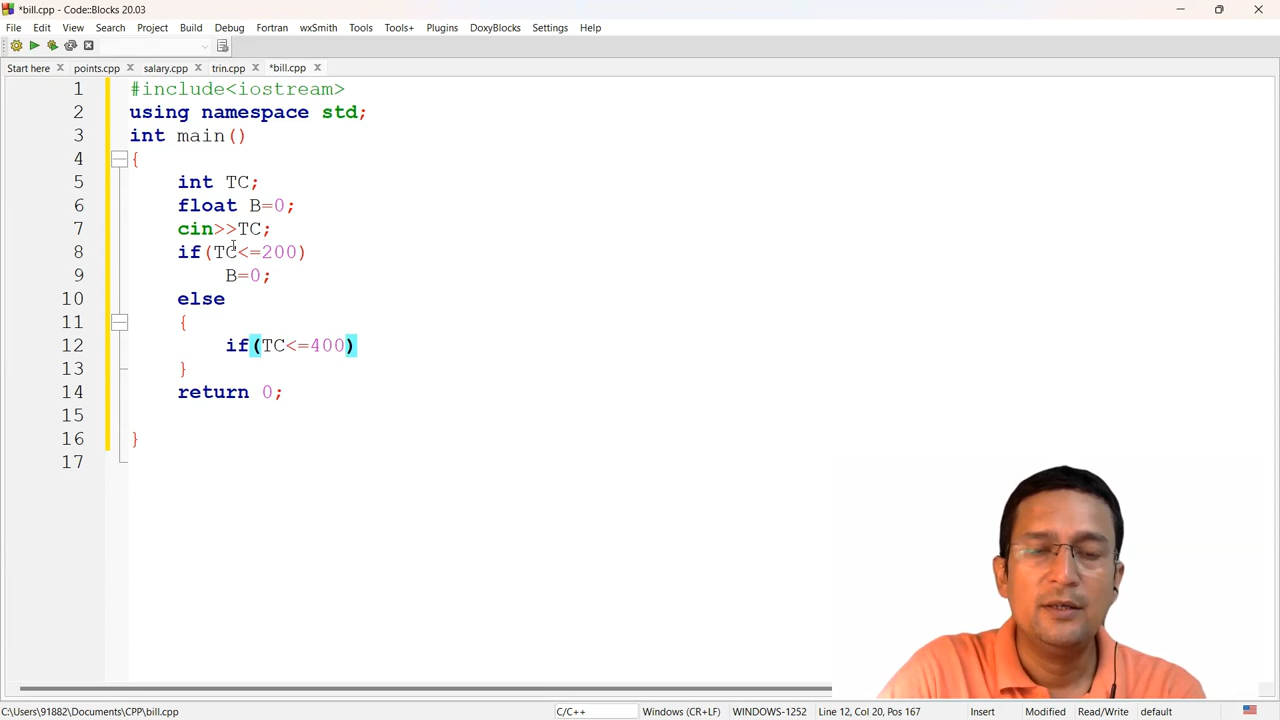 *bill.cpp - Code::Blocks 20.03
File Edit View Search Project Build Debug Fortran wxSmith Tools Tools+ Plugins DoxyBlocks Settings Help
Start here points.cpp salary.cpp trin.cpp *bill.cpp
1 #include<iostream>
2 using namespace std;
3 int main()
4 {
5 int TC;
6 float B=0;
7 cin>>TC;
8 if(TC<=200)
9 B=0;
10 else
11 {
12 if(TC<=400)
13 }
14 return 0;
15
16 }
17
C:\Users\91882\Documents\CPP\bill.cpp C/C++ Windows (CR+LF) WINDOWS-1252 Line 12, Col 20, Pos 167 Insert Modified Read/Write default